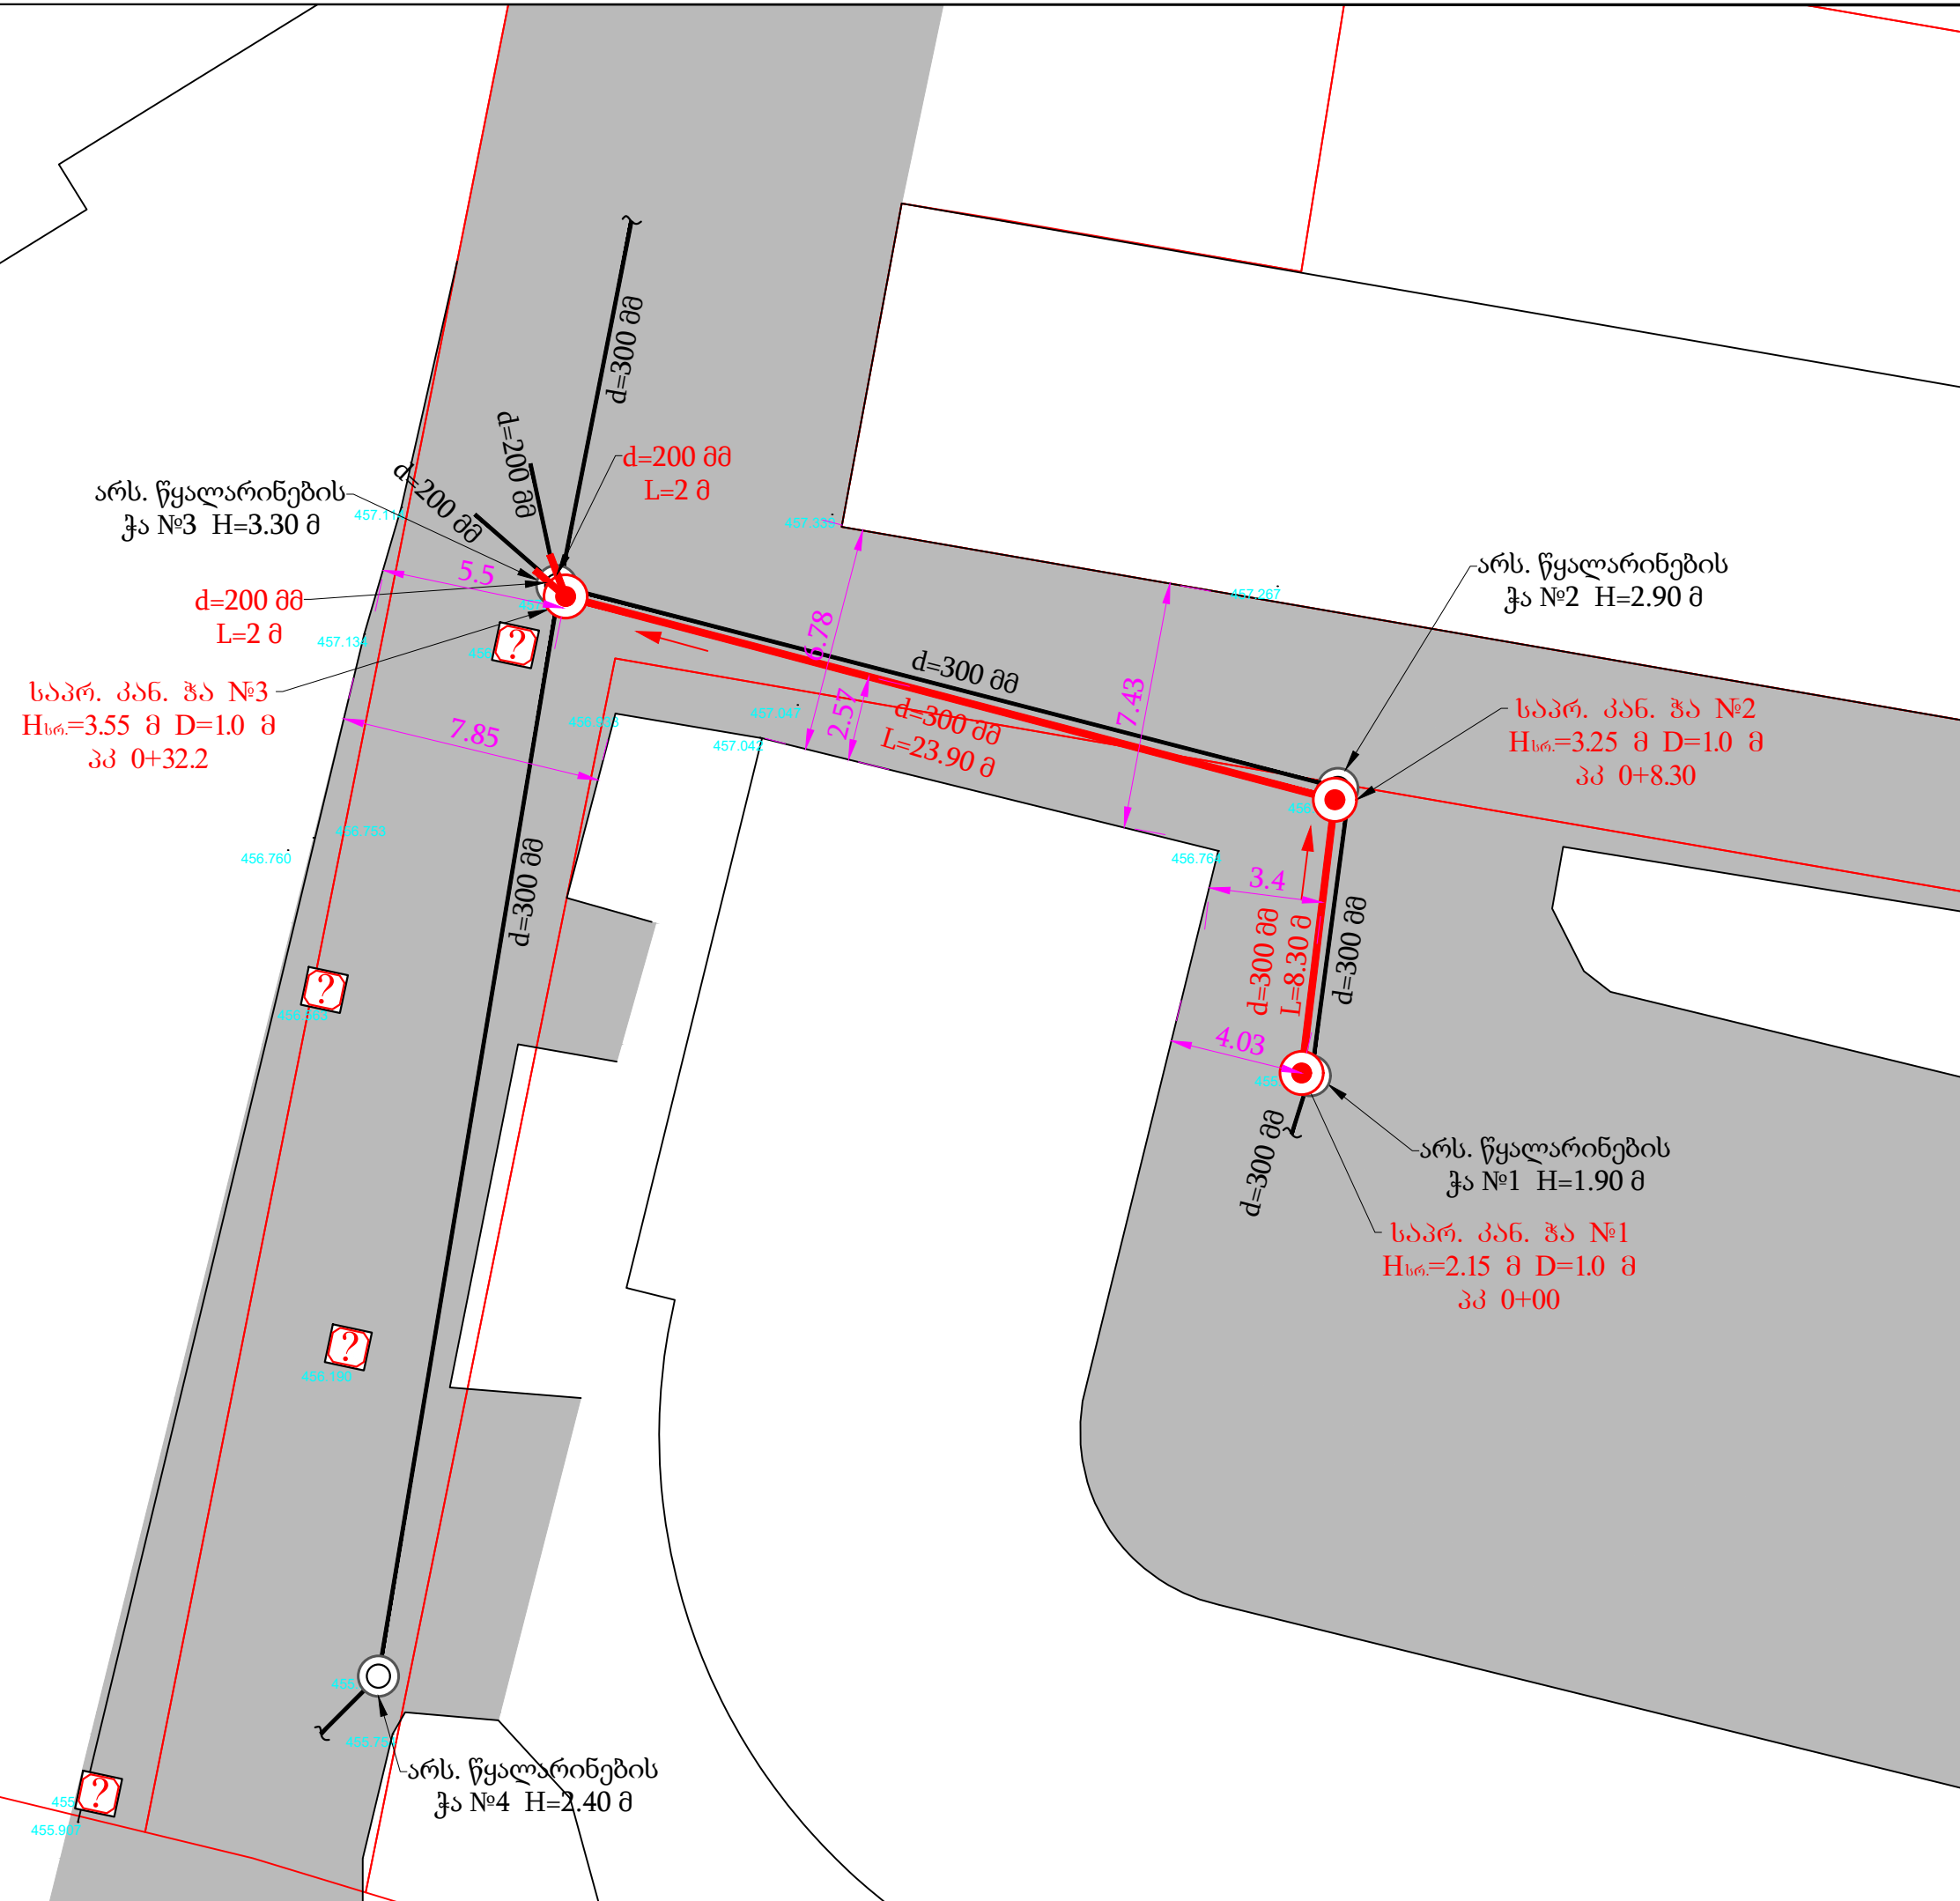 d=300 მმ
d=200 მმ
d=200 მმ
d=200 მმ
L=2 მ
არს. წყალარინების
ჭა №3 H=3.30 მ
457.335
5.5
d=200 მმ
L=2 მ
457.267
არს. წყალარინების
ჭა №2 H=2.90 მ
6.78
?
d=300 მმ
საპრ. კან. ჭა №3
Hსრ.=3.55 მ D=1.0 მ
პკ 0+32.2
7.43
2.57
457.047
457.042
d=300 მმ
L=23.90 მ
7.85
საპრ. კან. ჭა №2
Hსრ.=3.25 მ D=1.0 მ
პკ 0+8.30
456.753
456.760
456.764
3.4
d=300 მმ
d=300 მმ
L=8.30 მ
d=300 მმ
?
4.03
d=300 მმ
არს. წყალარინების
ჭა №1 H=1.90 მ
საპრ. კან. ჭა №1
Hსრ.=2.15 მ D=1.0 მ
პკ 0+00
?
456.190
არს. წყალარინების
ჭა №4 H=2.40 მ
?